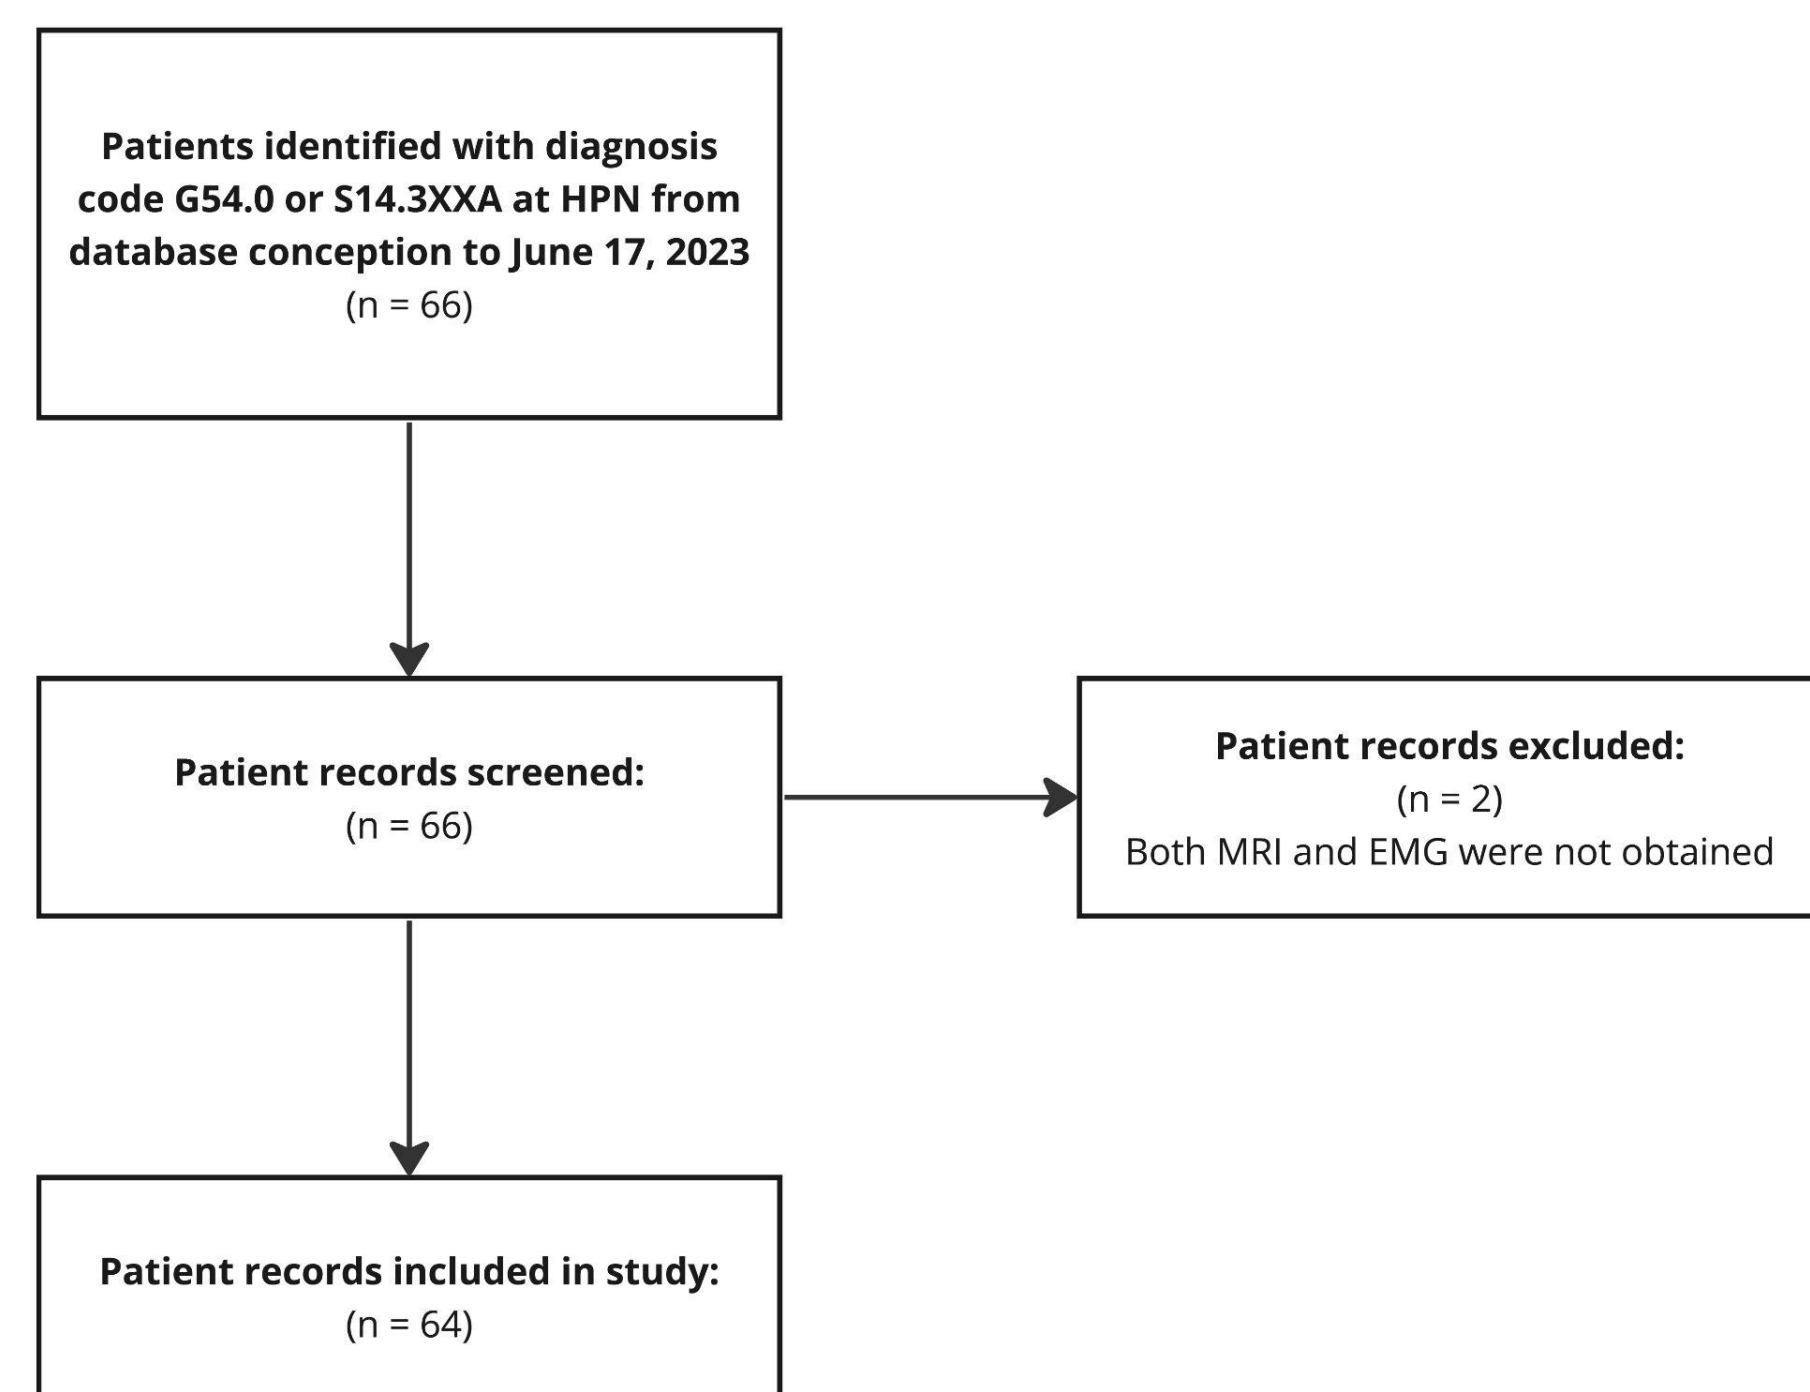 Patients identified with diagnosis
code G54.0 or S14.3XXA at HPN from
database conception to June 17, 2023
(n = 66)
Patient records screened:
(n = 66)
Patient records excluded:
(n = 2)
Both MRI and EMG were not obtained
Patient records included in study:
(n = 64)